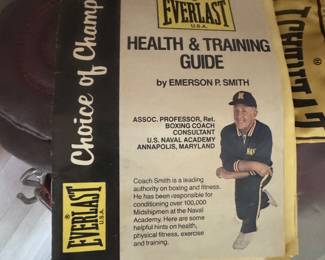 Choice of Champ
EVERLAST
®
U.S.A.
EVERLAST
U.S.A.
HEALTH & TRAINING
GUIDE
by EMERSON P. SMITH
ASSOC. PROFESSOR, Ret.
BOXING COACH
CONSULTANT
U.S. NAVAL ACADEMY
ANNAPOLIS, MARYLAND
Coach Smith is a leading
authority on boxing and fitness.
He has been responsible for
conditioning over 100,000
Midshipmen at the Naval
Academy. Here are some
helpful hints on health,
physical fitness, exercise
and training.